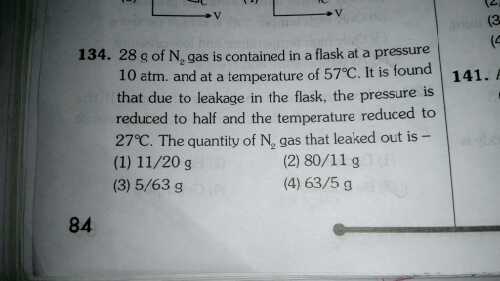 V
V
134. 28 g of N₂ gas is contained in a flask at a pressure
10 atm. and at a temperature of 57°C. It is found
that due to leakage in the flask, the pressure is
reduced to half and the temperature reduced to
27°C. The quantity of N₂ gas that leaked out is –
(1) 11/20 g (2) 80/11 g
(3) 5/63 g (4) 63/5 g
84
(3
(4
141.